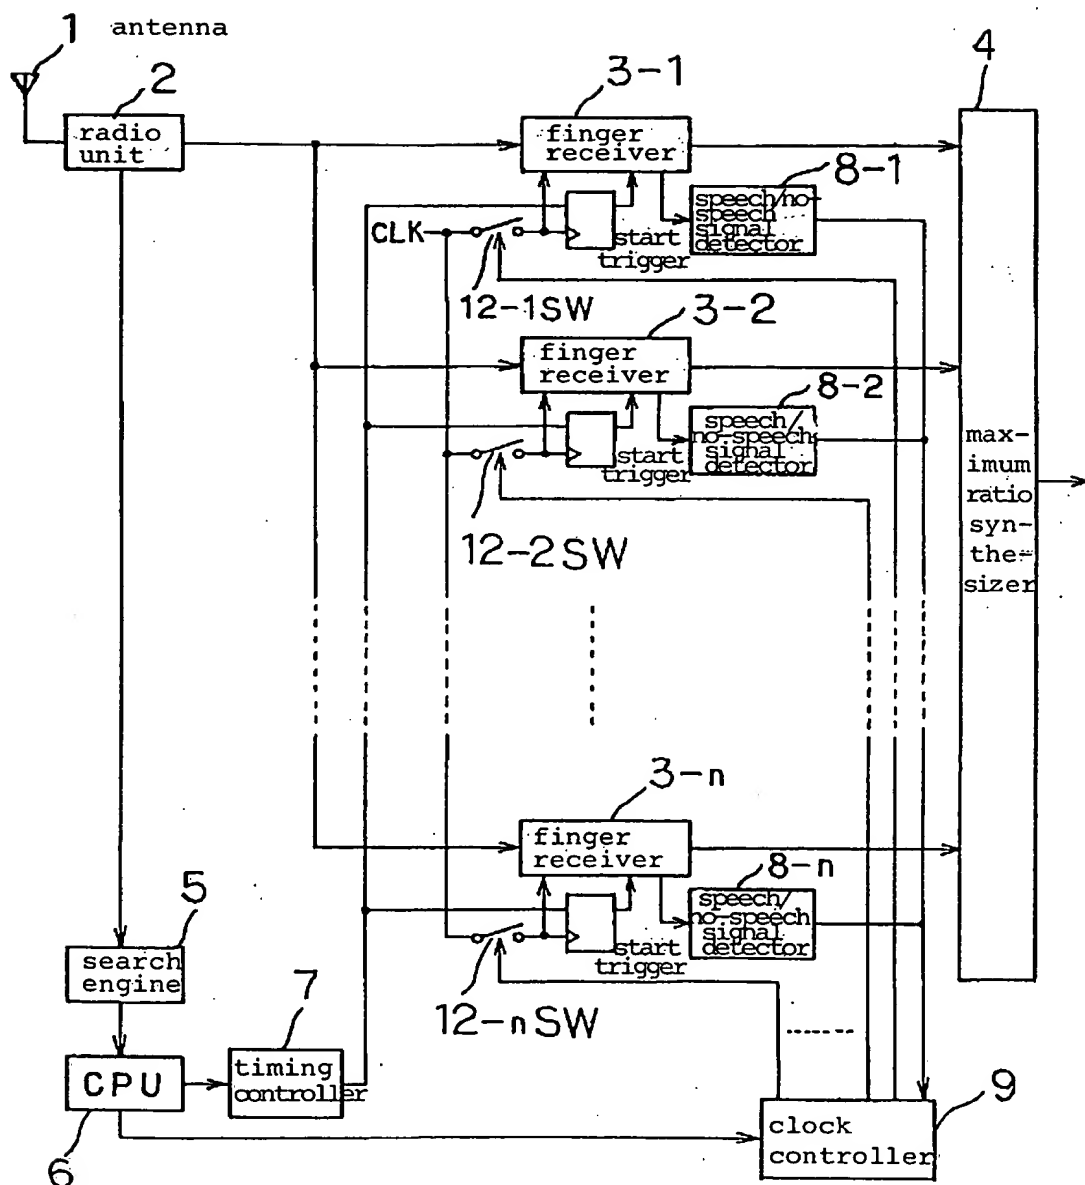 1 antenna
2
radio
unit
3-1
finger
receiver
4
8-1
speech/no-
speech
signal
detector
CLK
start
trigger
12-1SW
3-2
finger
receiver
8-2
speech/
no-speech
signal
detector
start
trigger
12-2SW
max-
imum
ratio
syn-
the-
sizer
3-n
finger
receiver
8-n
speech/
no-speech
signal
detector
start
trigger
12-nSW
5
search
engine
7
timing
controller
CPU
6
9
clock
controller